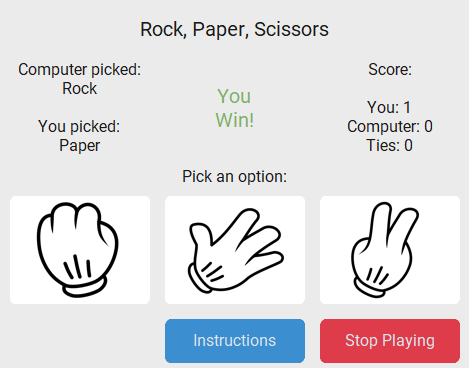 Rock, Paper, Scissors
Computer picked:
Rock
You picked:
Paper
You
Win!
Score:
You: 1
Computer: 0
Ties: 0
Pick an option:
Instructions
Stop Playing